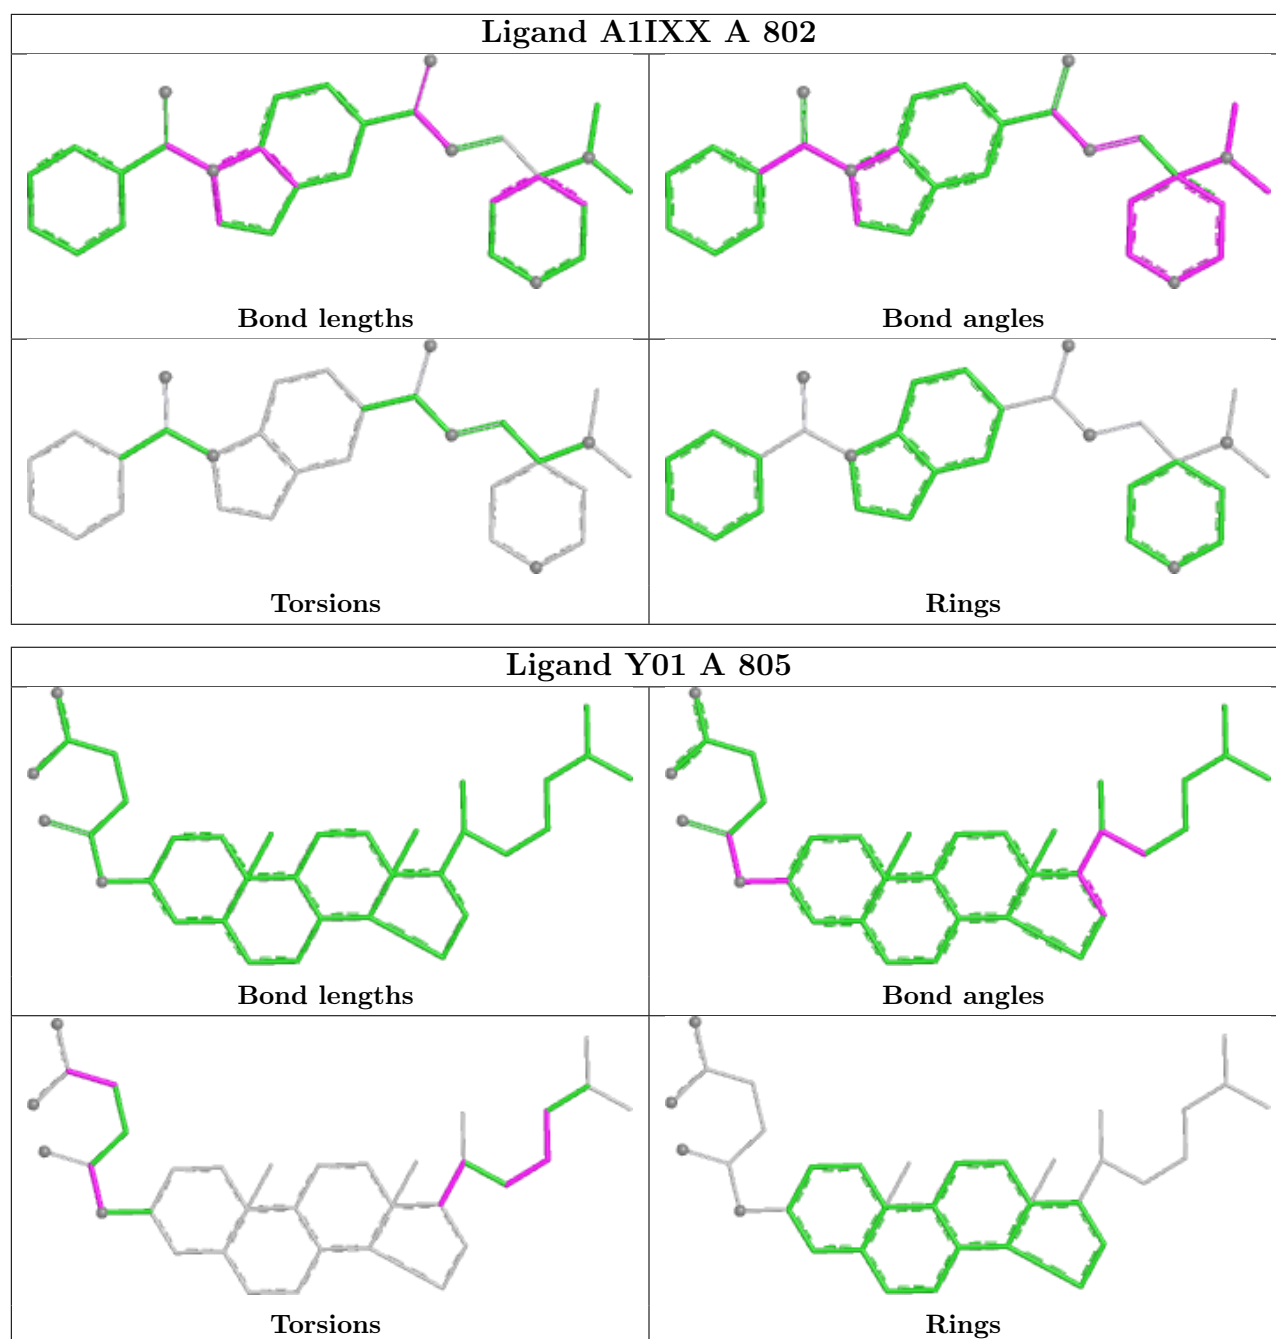 Ligand A1IXX A 802
Bond lengths
Bond angles
Torsions
Rings
Ligand Y01 A 805
Bond lengths
Bond angles
Torsions
Rings